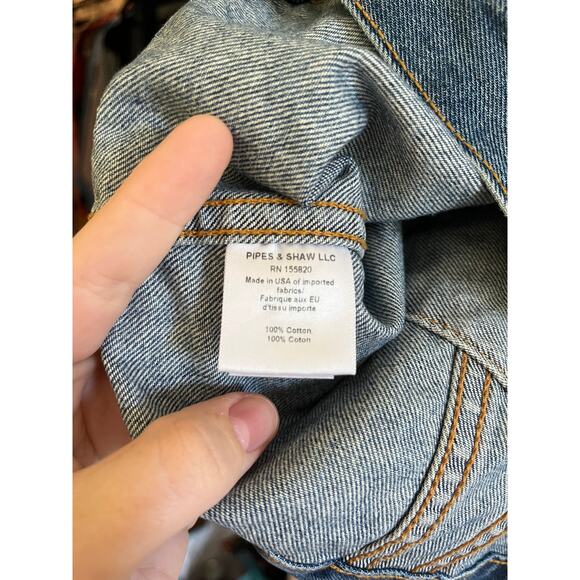 PIPES & SHAW LLC
RN 155820
Made in USA of imported
fabrics/
Fabrique aux EU
d'tissu importe
100% Cotton
100% Coton